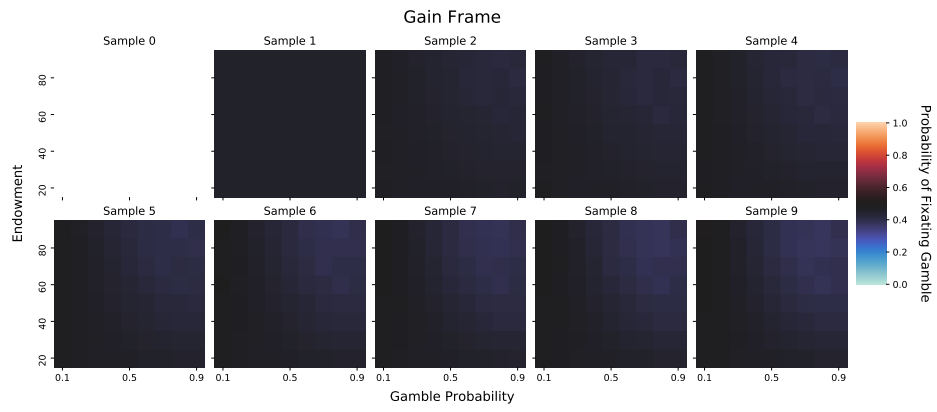 Gain Frame
Sample 0 Sample 1 Sample 2 Sample 3 Sample 4
80
60
40
20
Sample 5 Sample 6 Sample 7 Sample 8 Sample 9
80
60
40
20
0.1 0.5 0.9 0.1 0.5 0.9 0.1 0.5 0.9 0.1 0.5 0.9 0.1 0.5 0.9
Endowment
Gamble Probability
1.0
0.8
0.6
0.4
0.2
0.0
Probability of Fixating Gamble